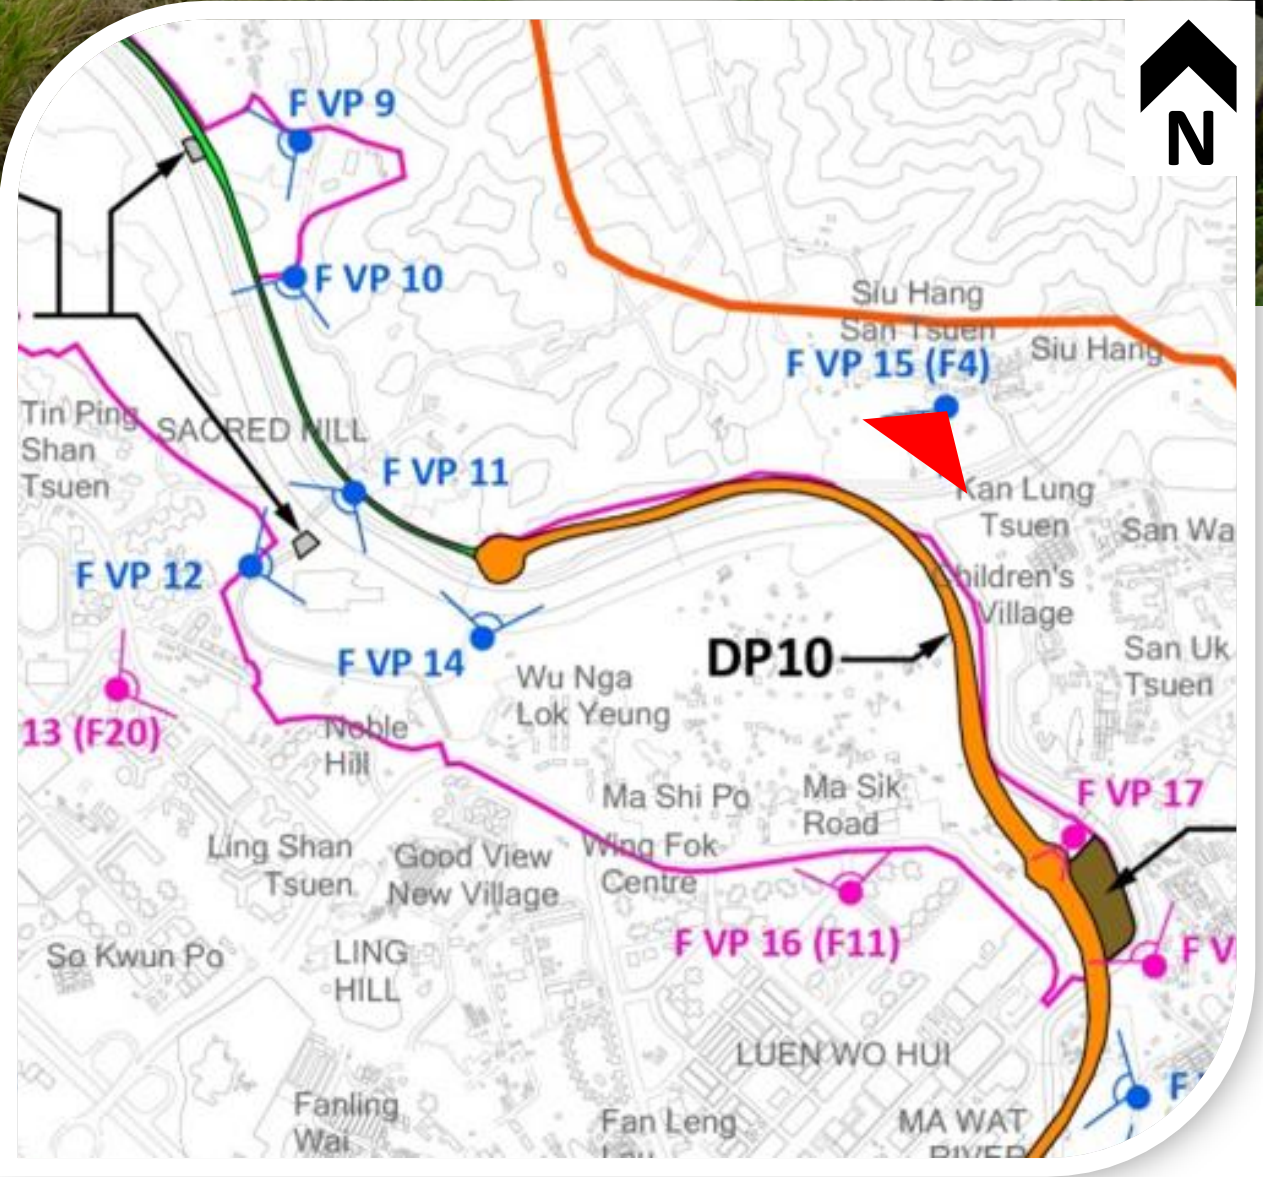 N
F VP 9
F VP 10
Siu Hang
San Tsuen
Siu Hang
F VP 15 (F4)
Tin Ping
Shan
Tsuen
SACRED HILL
F VP 11
Kan Lung
Tsuen
San Wa
F VP 12
Children's
Village
F VP 14
DP10
San Uk
Tsuen
Wu Nga
Lok Yeung
13 (F20)
Noble
Hill
Ma Shi Po
Ma Sik
Road
F VP 17
Ling Shan
Tsuen
Good View
New Village
Wing Fok
Centre
F VP 16 (F11)
F V
So Kwun Po
LING
HILL
LUEN WO HUI
Fanling
Wai
Fan Leng
Lau
MA WAT
RIVER